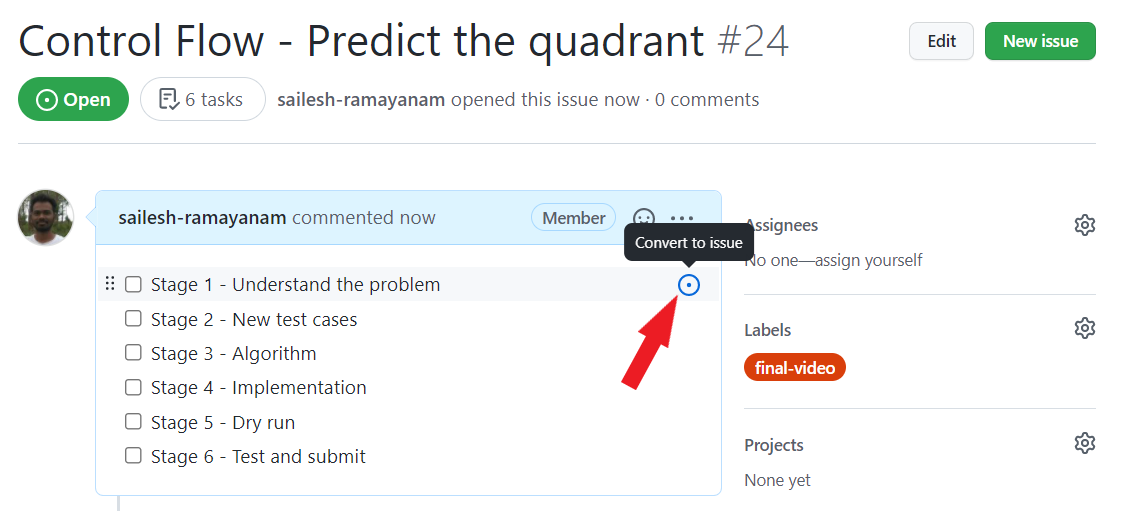 Control Flow - Predict the quadrant #24
Edit
New issue
Open
6 tasks
sailesh-ramayanam opened this issue now · 0 comments
sailesh-ramayanam commented now
Member
Convert to issue
Stage 1 - Understand the problem
Stage 2 - New test cases
Stage 3 - Algorithm
Stage 4 - Implementation
Stage 5 - Dry run
Stage 6 - Test and submit
Assignees
No one—assign yourself
Labels
final-video
Projects
None yet